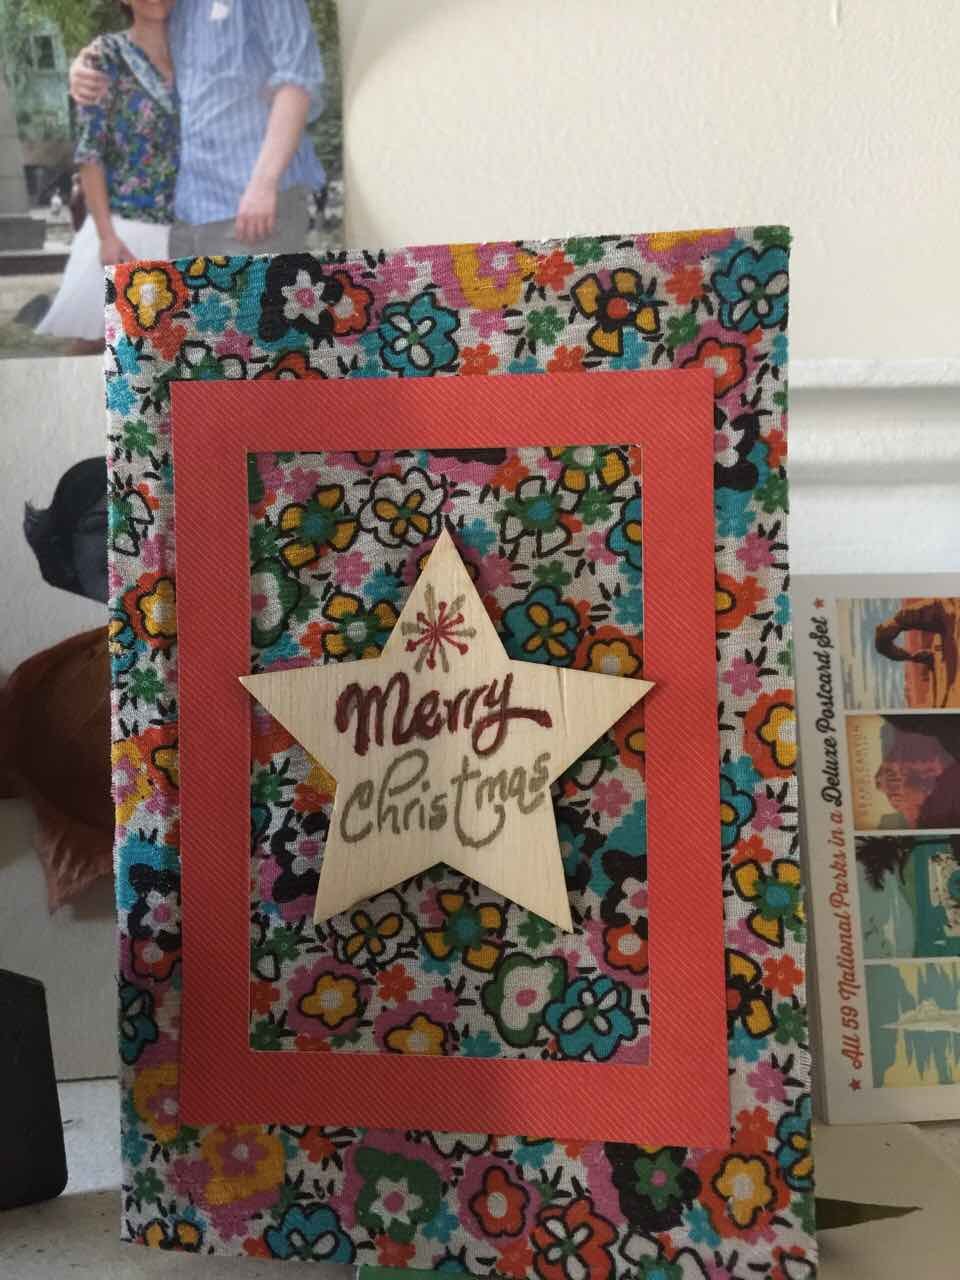 Merry
Christmas
★ All 59 National Parks in a Deluxe Postcard Set ★